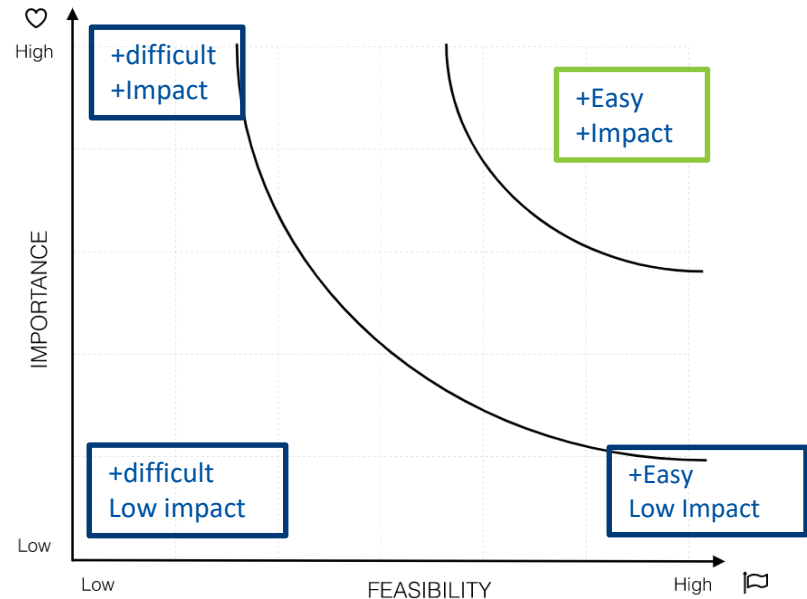 High
+difficult
+Impact
+Easy
+Impact
IMPORTANCE
+difficult
Low impact
+Easy
Low Impact
Low
Low
FEASIBILITY
High